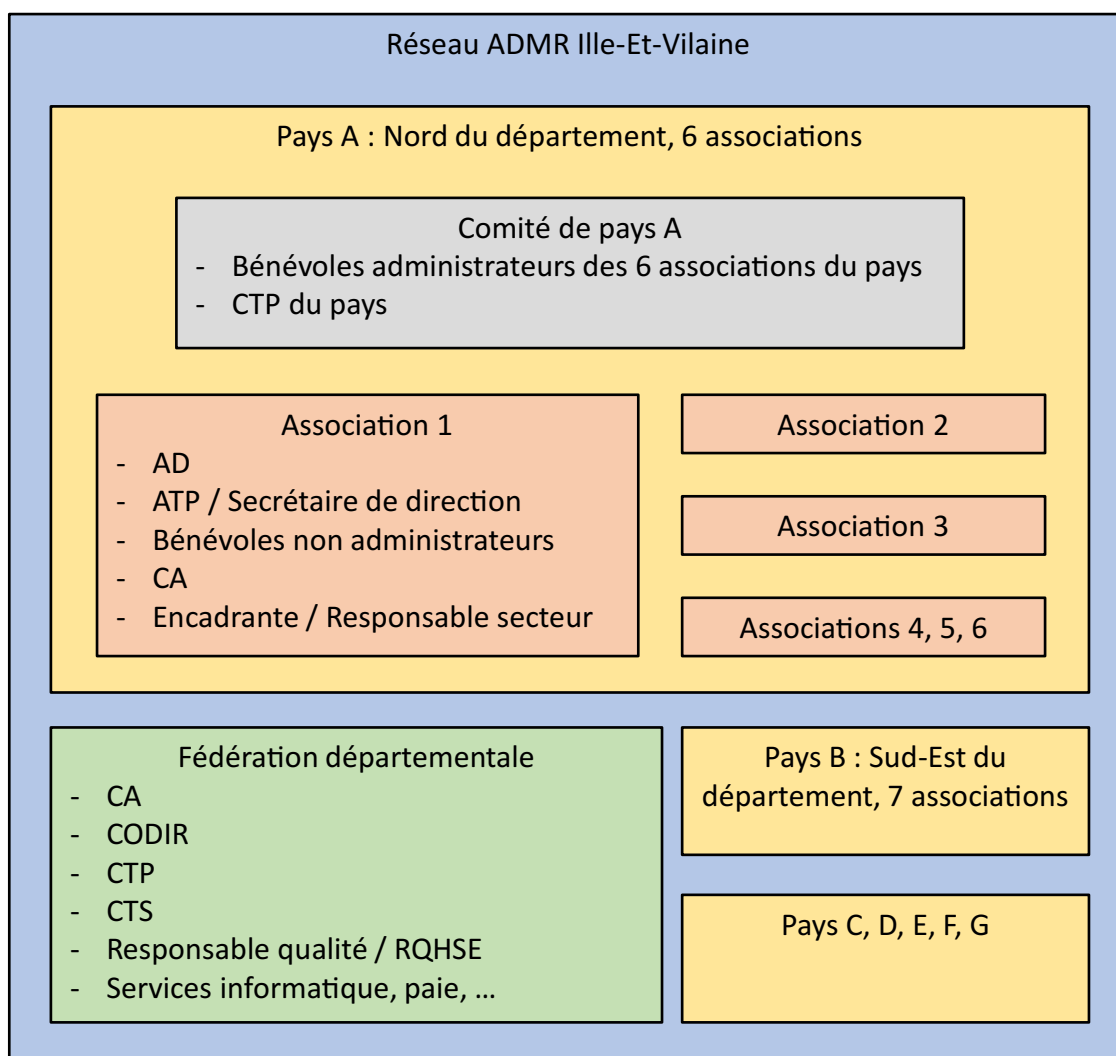 Réseau ADMR Ille-Et-Vilaine
Pays A : Nord du département, 6 associations
Comité de pays A
- Bénévoles administrateurs des 6 associations du pays
- CTP du pays
Association 1
- AD
- ATP / Secrétaire de direction
- Bénévoles non administrateurs
- CA
- Encadrante / Responsable secteur
Association 2
Association 3
Associations 4, 5, 6
Fédération départementale
- CA
- CODIR
- CTP
- CTS
- Responsable qualité / RQHSE
- Services informatique, paie, ...
Pays B : Sud-Est du
département, 7 associations
Pays C, D, E, F, G